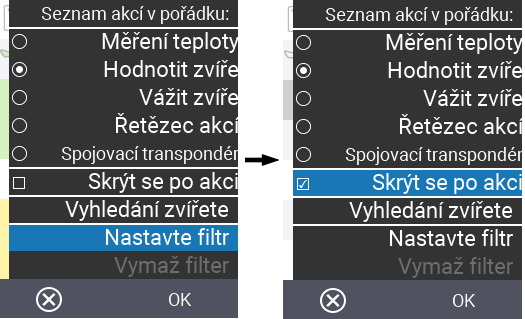 Seznam akcí v pořádku:
Měření teploty
Hodnotit zvíře
Vážit zvíře
Řetězec akcí
Spojovací transpondér
Skrýt se po akci
Vyhledání zvířete
Nastavte filtr
Vymaž filter
OK
Seznam akcí v pořádku:
Měření teploty
Hodnotit zvíře
Vážit zvíře
Řetězec akcí
Spojovací transpondér
Skrýt se po akci
Vyhledání zvířete
Nastavte filtr
Vymaž filter
OK